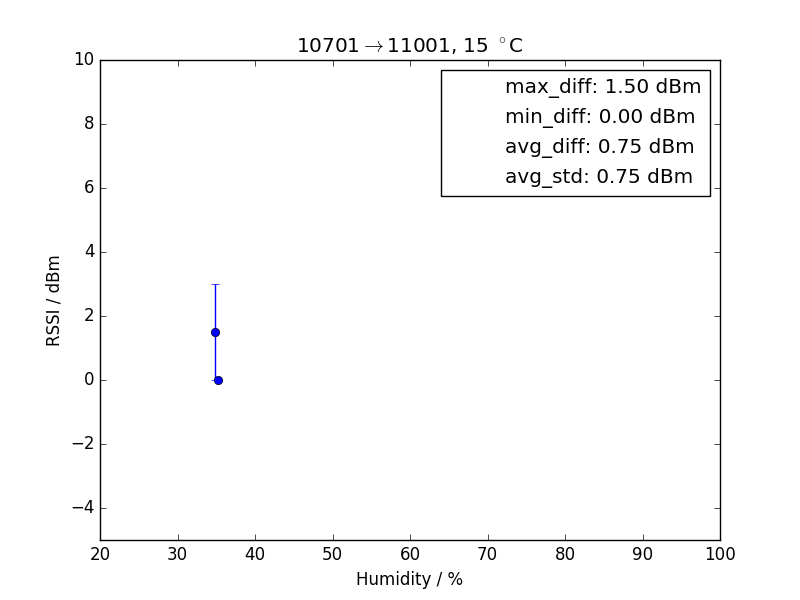 10701→11001, 15 °C
max_diff: 1.50 dBm
min_diff: 0.00 dBm
avg_diff: 0.75 dBm
avg_std: 0.75 dBm
RSSI / dBm
10
8
6
4
2
0
−2
−4
20 30 40 50 60 70 80 90 100
Humidity / %